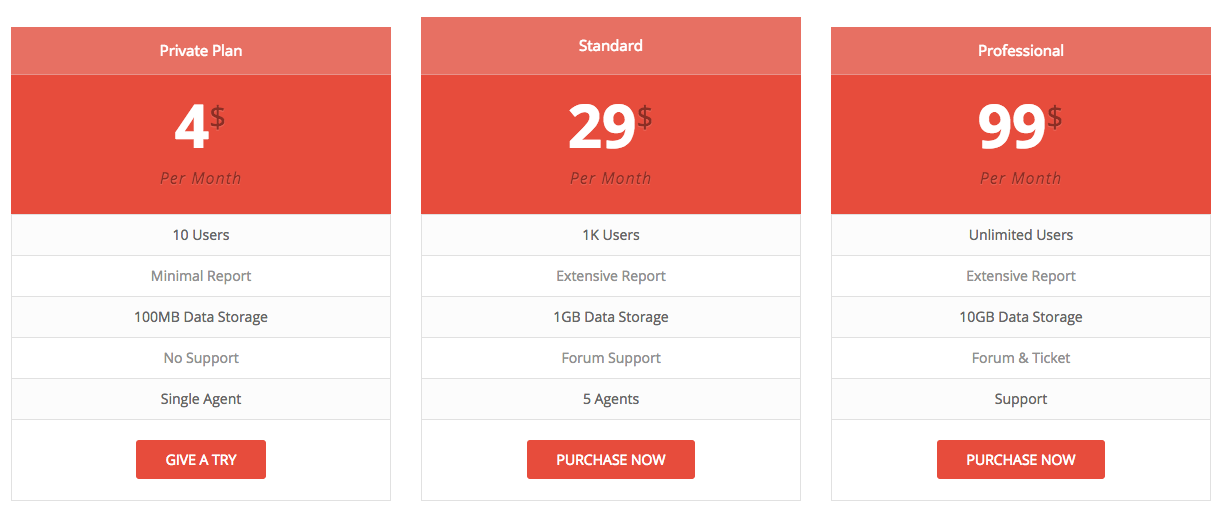 Private Plan
4$
Per Month
10 Users
Minimal Report
100MB Data Storage
No Support
Single Agent
GIVE A TRY
Standard
29$
Per Month
1K Users
Extensive Report
1GB Data Storage
Forum Support
5 Agents
PURCHASE NOW
Professional
99$
Per Month
Unlimited Users
Extensive Report
10GB Data Storage
Forum & Ticket
Support
PURCHASE NOW